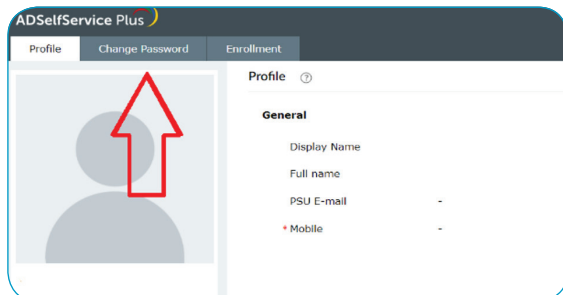 ADSelfService Plus
Profile Change Password Enrollment
Profile ?
General
Display Name
Full name
PSU E-mail -
* Mobile -